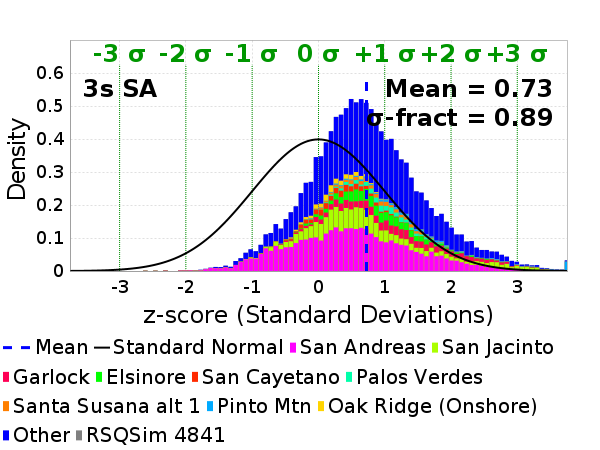 -3 σ -2 σ -1 σ 0 σ +1 σ +2 σ +3 σ
3s SA
Mean = 0.73
σ-fract = 0.89
Density
0.6
0.5
0.4
0.3
0.2
0.1
0
-3 -2 -1 0 1 2 3
z-score (Standard Deviations)
Mean Standard Normal San Andreas San Jacinto
Garlock Elsinore San Cayetano Palos Verdes
Santa Susana alt 1 Pinto Mtn Oak Ridge (Onshore)
Other RSQSim 4841